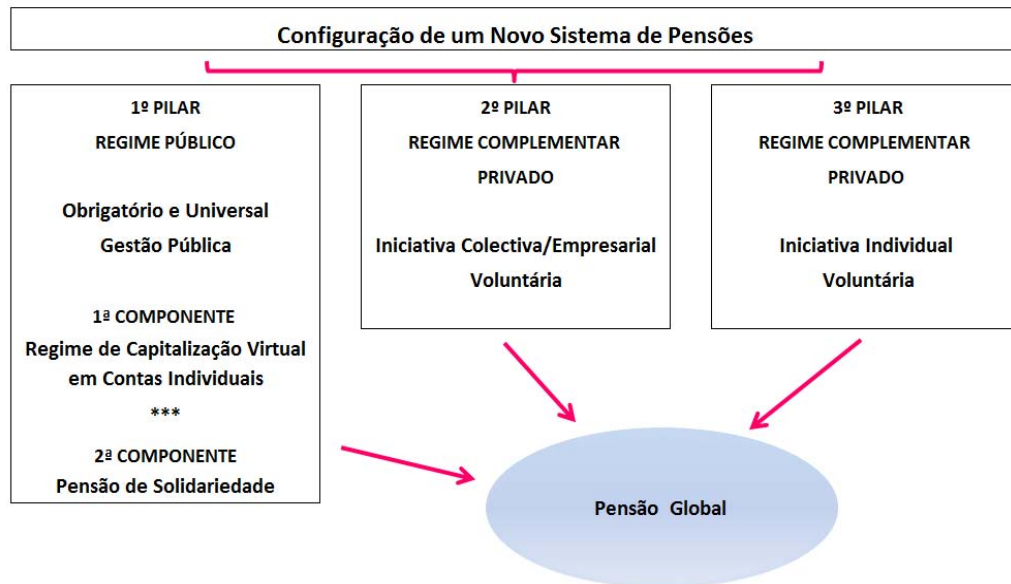 Configuração de um Novo Sistema de Pensões
1º PILAR
REGIME PÚBLICO
Obrigatório e Universal
Gestão Pública
1ª COMPONENTE
Regime de Capitalização Virtual
em Contas Individuais
***
2ª COMPONENTE
Pensão de Solidariedade
2º PILAR
REGIME COMPLEMENTAR
PRIVADO
Iniciativa Colectiva/Empresarial
Voluntária
3º PILAR
REGIME COMPLEMENTAR
PRIVADO
Iniciativa Individual
Voluntária
Pensão Global